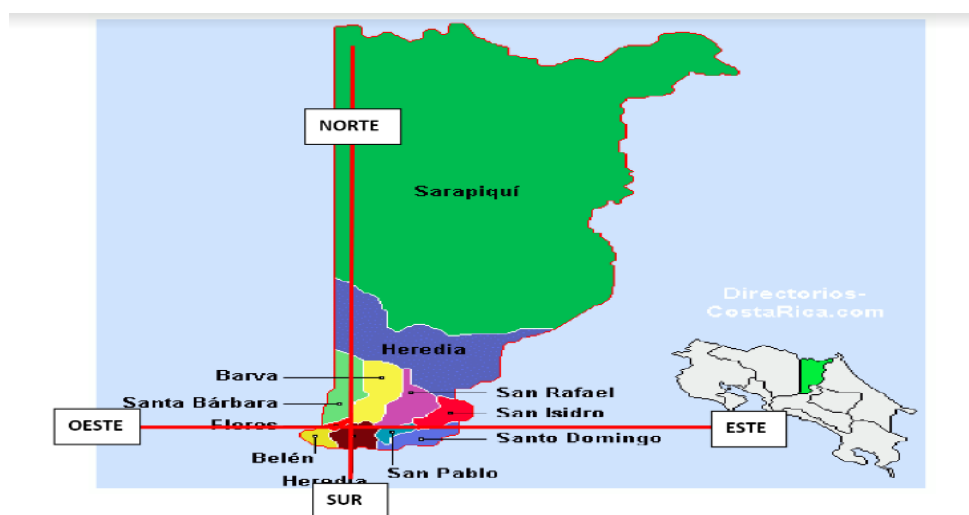 NORTE
Sarapiquí
Directorios-
CostaRica.com
Heredia
Barva
San Rafael
Santa Bárbara
San Isidro
OESTE
Flores
ESTE
Santo Domingo
Belén
San Pablo
Heredia
SUR